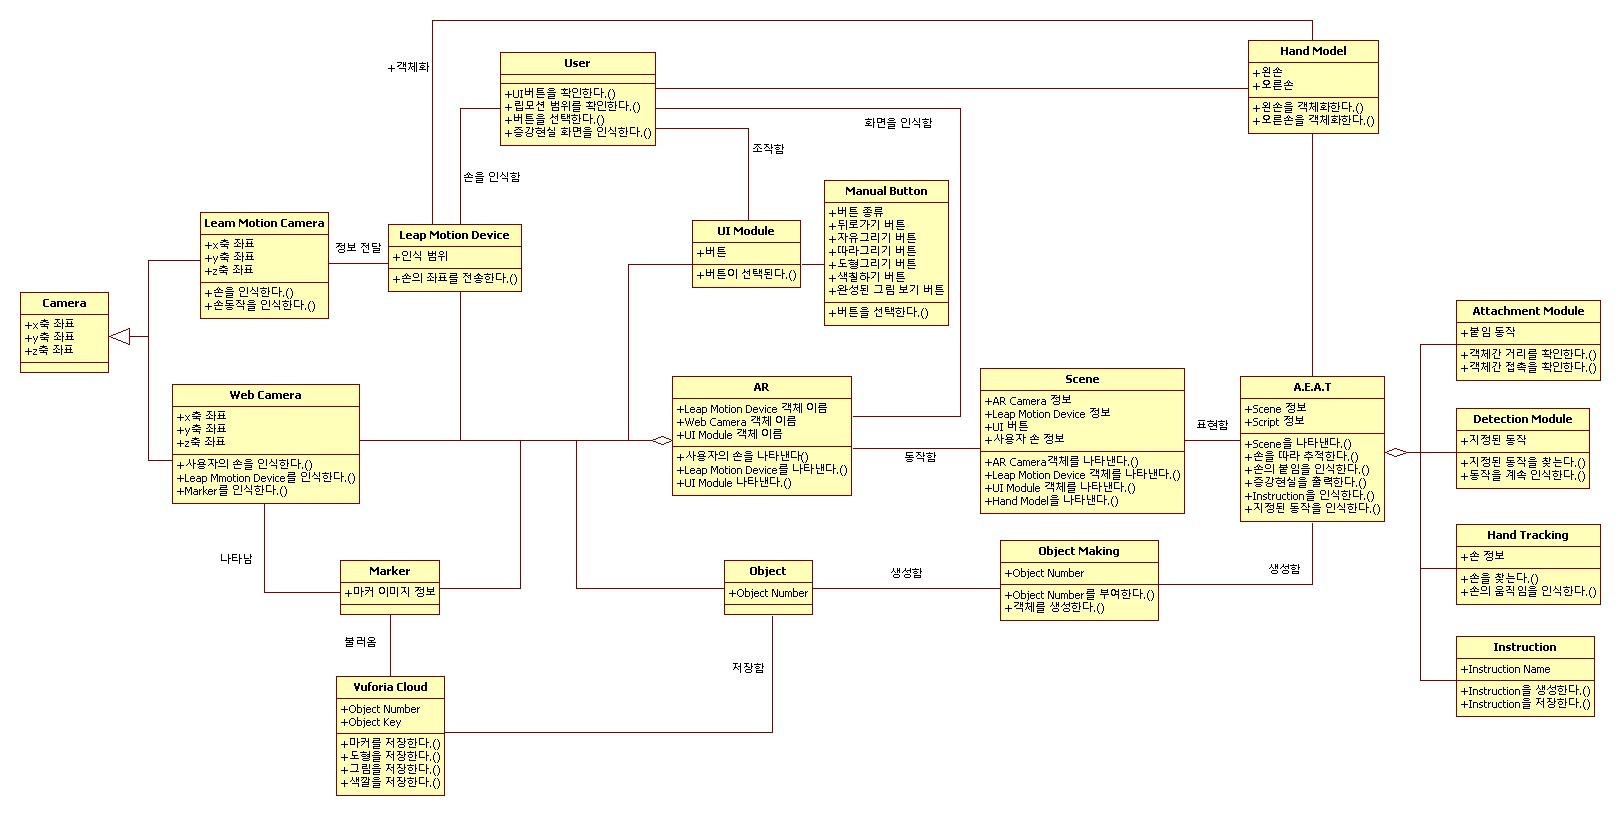 +객체화
User
+UI버튼을 확인한다.()
+립모션 범위를 확인한다.()
+버튼을 선택한다.()
+증강현실 화면을 인식한다.()
Hand Model
+왼손
+오른손
+왼손을 객체화한다.()
+오른손을 객체화한다.()
화면을 인식함
조작함
손을 인식함
Manual Button
+버튼 종류
+뒤로가기 버튼
+자유그리기 버튼
+따라그리기 버튼
+도형그리기 버튼
+색칠하기 버튼
+완성된 그림 보기 버튼
+버튼을 선택한다.()
Leam Motion Camera
+x축 좌표
+y축 좌표
+z축 좌표
+손을 인식한다.()
+손동작을 인식한다.()
정보 전달
Leap Motion Device
+인식 범위
+손의 좌표를 전송한다.()
UI Module
+버튼
+버튼이 선택된다.()
Camera
+x축 좌표
+y축 좌표
+z축 좌표
Attachment Module
+붙임 동작
+객체간 거리를 확인한다.()
+객체간 접촉을 확인한다.()
Web Camera
+x축 좌표
+y축 좌표
+z축 좌표
+사용자의 손을 인식한다.()
+Leap Mmotion Device를 인식한다.()
+Marker를 인식한다.()
AR
+Leap Motion Device 객체 이름
+Web Camera 객체 이름
+UI Module 객체 이름
+사용자의 손을 나타낸다()
+Leap Motion Device를 나타낸다.()
+UI Module 나타낸다.()
동작함
Scene
+AR Camera 정보
+Leap Motion Device 정보
+UI 버튼
+사용자 손 정보
+AR Camera객체를 나타낸다.()
+Leap Motion Device 객체를 나타낸다.()
+UI Module 객체를 나타낸다.()
+Hand Model을 나타낸다.()
표현함
A.E.A.T
+Scene 정보
+Script 정보
+Scene을 나타낸다.()
+손을 따라 추적한다.()
+손의 붙임을 인식한다.()
+증강현실을 출력한다.()
+Instruction을 인식한다.()
+지정된 동작을 인식한다.()
Detection Module
+지정된 동작
+지정된 동작을 찾는다.()
+동작을 계속 인식한다.()
Hand Tracking
+손 정보
+손을 찾는다.()
+손의 움직임을 인식한다.()
나타남
Marker
+마커 이미지 정보
Object
+Object Number
생성함
Object Making
+Object Number
+Object Number를 부여한다.()
+객체를 생성한다.()
생성함
불러옴
저장함
Instruction
+Instruction Name
+Instruction을 생성한다.()
+Instruction을 저장한다.()
Vuforia Cloud
+Object Number
+Object Key
+마커를 저장한다.()
+도형을 저장한다.()
+그림을 저장한다.()
+색깔을 저장한다.()